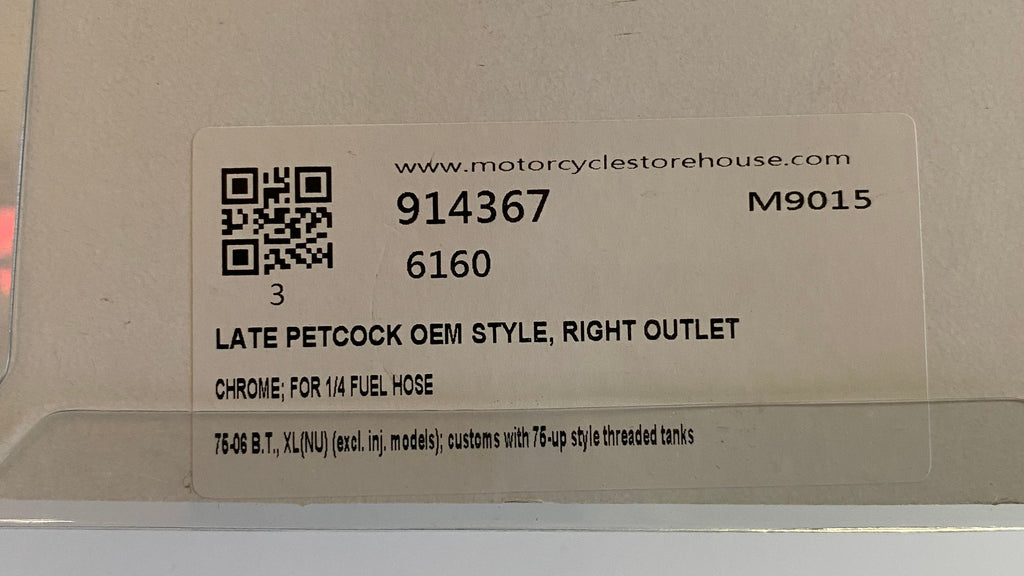 www.motorcyclestorehouse.com
914367
M9015
6160
3
LATE PETCOCK OEM STYLE, RIGHT OUTLET
CHROME; FOR 1/4 FUEL HOSE
75-06 B.T., XL(NU) (excl. inj. models); customs with 75-up style threaded tanks